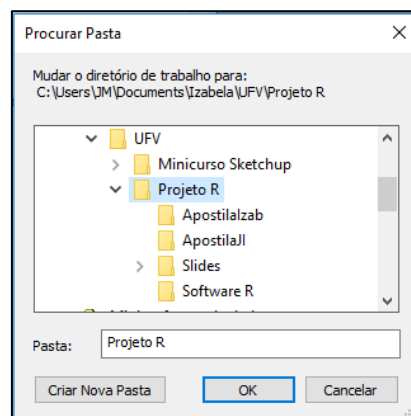 Procurar Pasta
Mudar o diretório de trabalho para:
C:\Users\JM\Documents\Izabela\UFV\Projeto R
UFV
Minicurso Sketchup
Projeto R
ApostilaIzab
ApostilaJI
Slides
Software R
Pasta: Projeto R
Criar Nova Pasta OK Cancelar